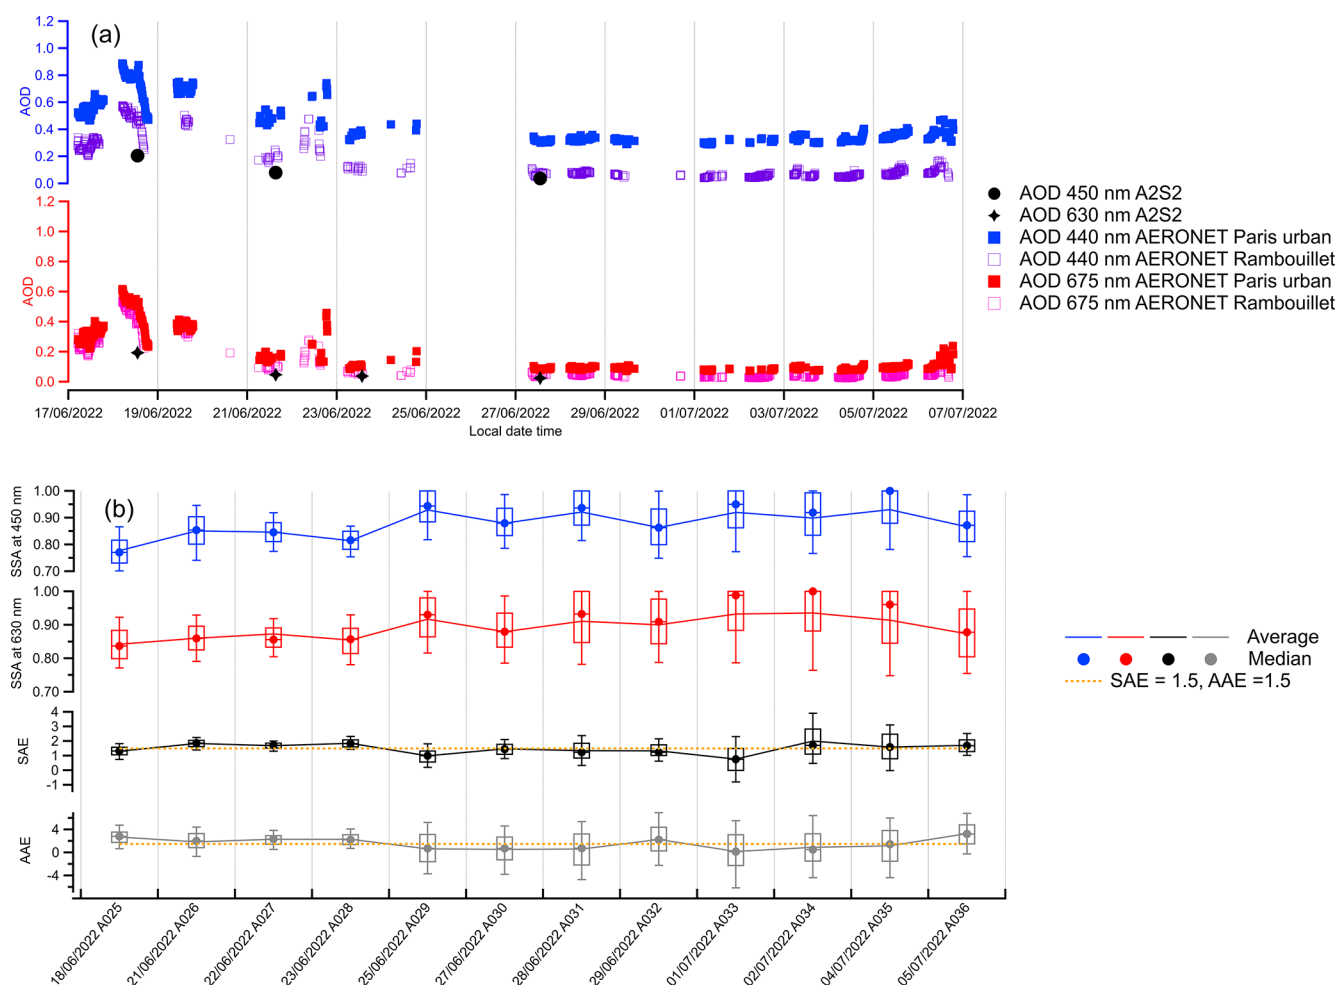 (a)
1.2
1.0
0.8
0.6
0.4
0.2
0.0
AOD
1.2
1.0
0.8
0.6
0.4
0.2
0.0
AOD
17/06/2022 19/06/2022 21/06/2022 23/06/2022 25/06/2022 27/06/2022 29/06/2022 01/07/2022 03/07/2022 05/07/2022 07/07/2022
Local date time
AOD 450 nm A2S2
AOD 630 nm A2S2
AOD 440 nm AERONET Paris urban
AOD 440 nm AERONET Rambouillet
AOD 675 nm AERONET Paris urban
AOD 675 nm AERONET Rambouillet
(b)
1.00
0.90
0.80
0.70
SSA at 450 nm
1.00
0.90
0.80
0.70
SSA at 630 nm
4
3
2
1
0
-1
SAE
4
0
-4
AAE
18/06/2022 A025
21/06/2022 A026
22/06/2022 A027
23/06/2022 A028
25/06/2022 A029
27/06/2022 A030
28/06/2022 A031
29/06/2022 A032
01/07/2022 A033
02/07/2022 A034
04/07/2022 A035
05/07/2022 A036
Average
Median
SAE = 1.5, AAE =1.5